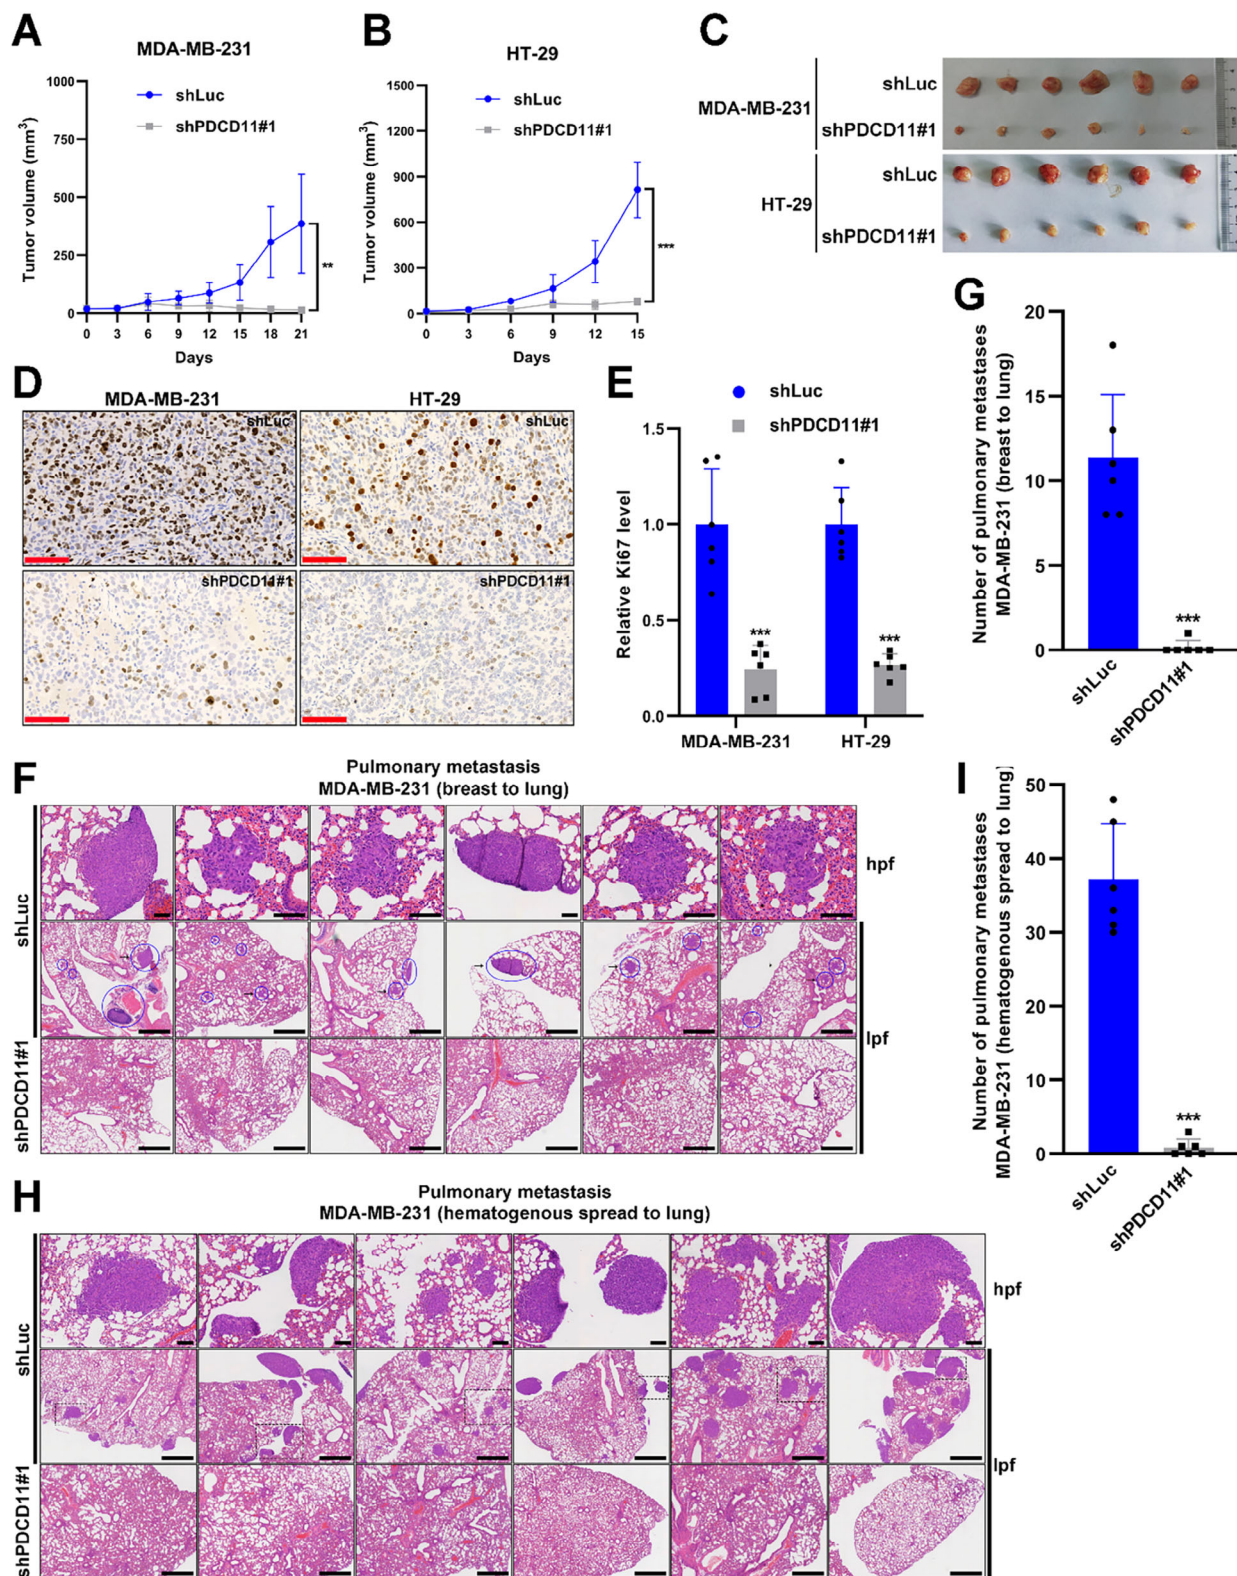 A
MDA-MB-231
1000
750
500
250
0
Tumor volume (mm3)
shLuc
shPDCD11#1
**
0 3 6 9 12 15 18 21
Days
B
HT-29
1500
1200
900
600
300
0
Tumor volume (mm3)
shLuc
shPDCD11#1
***
0 3 6 9 12 15
Days
C
MDA-MB-231
shLuc
shPDCD11#1
HT-29
shLuc
shPDCD11#1
D
MDA-MB-231
HT-29
shLuc
shLuc
shPDCD11#1
shPDCD11#1
E
shLuc
shPDCD11#1
1.5
1.0
0.5
0.0
Relative Ki67 level
***
***
MDA-MB-231
HT-29
G
Number of pulmonary metastases
MDA-MB-231 (breast to lung)
20
15
10
5
0
***
shLuc
shPDCD11#1
F
Pulmonary metastasis
MDA-MB-231 (breast to lung)
shLuc
shPDCD11#1
hpf
lpf
I
Number of pulmonary metastases
MDA-MB-231 (hematogenous spread to lung)
50
40
30
20
10
0
***
shLuc
shPDCD11#1
H
Pulmonary metastasis
MDA-MB-231 (hematogenous spread to lung)
shLuc
shPDCD11#1
hpf
lpf